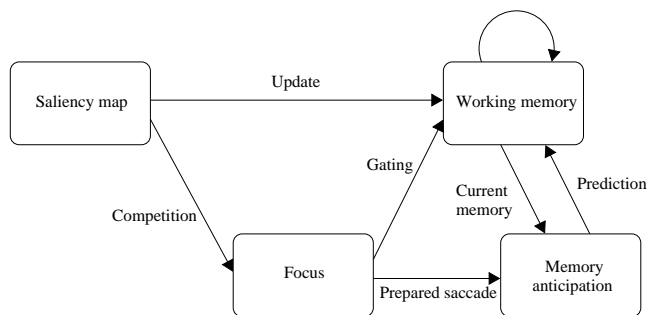 Update
Saliency map
Working memory
Gating
Prediction
Current
memory
Competition
Focus
Memory
anticipation
Prepared saccade